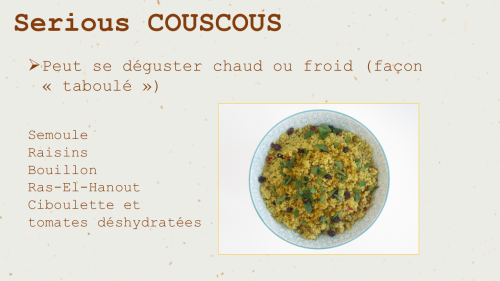 Serious COUSCOUS
➢Peut se déguster chaud ou froid (façon
« taboulé »)
Semoule
Raisins
Bouillon
Ras-El-Hanout
Ciboulette et
tomates déshydratées